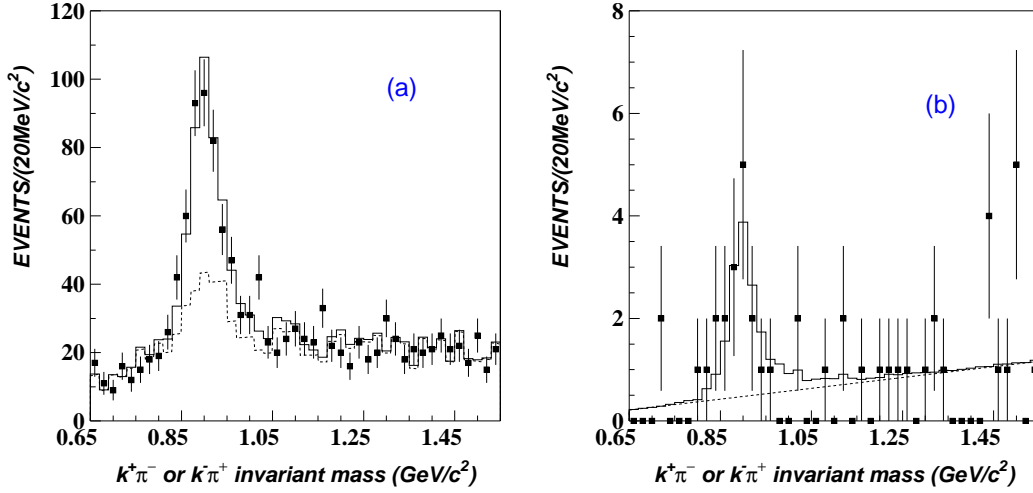 EVENTS/(20MeV/c²)
120
100
80
60
40
20
0
(a)
0.65 0.85 1.05 1.25 1.45
k⁺π⁻ or k⁻π⁺ invariant mass (GeV/c²)
EVENTS/(20MeV/c²)
8
6
4
2
0
(b)
0.65 0.85 1.05 1.25 1.45
k⁺π⁻ or k⁻π⁺ invariant mass (GeV/c²)